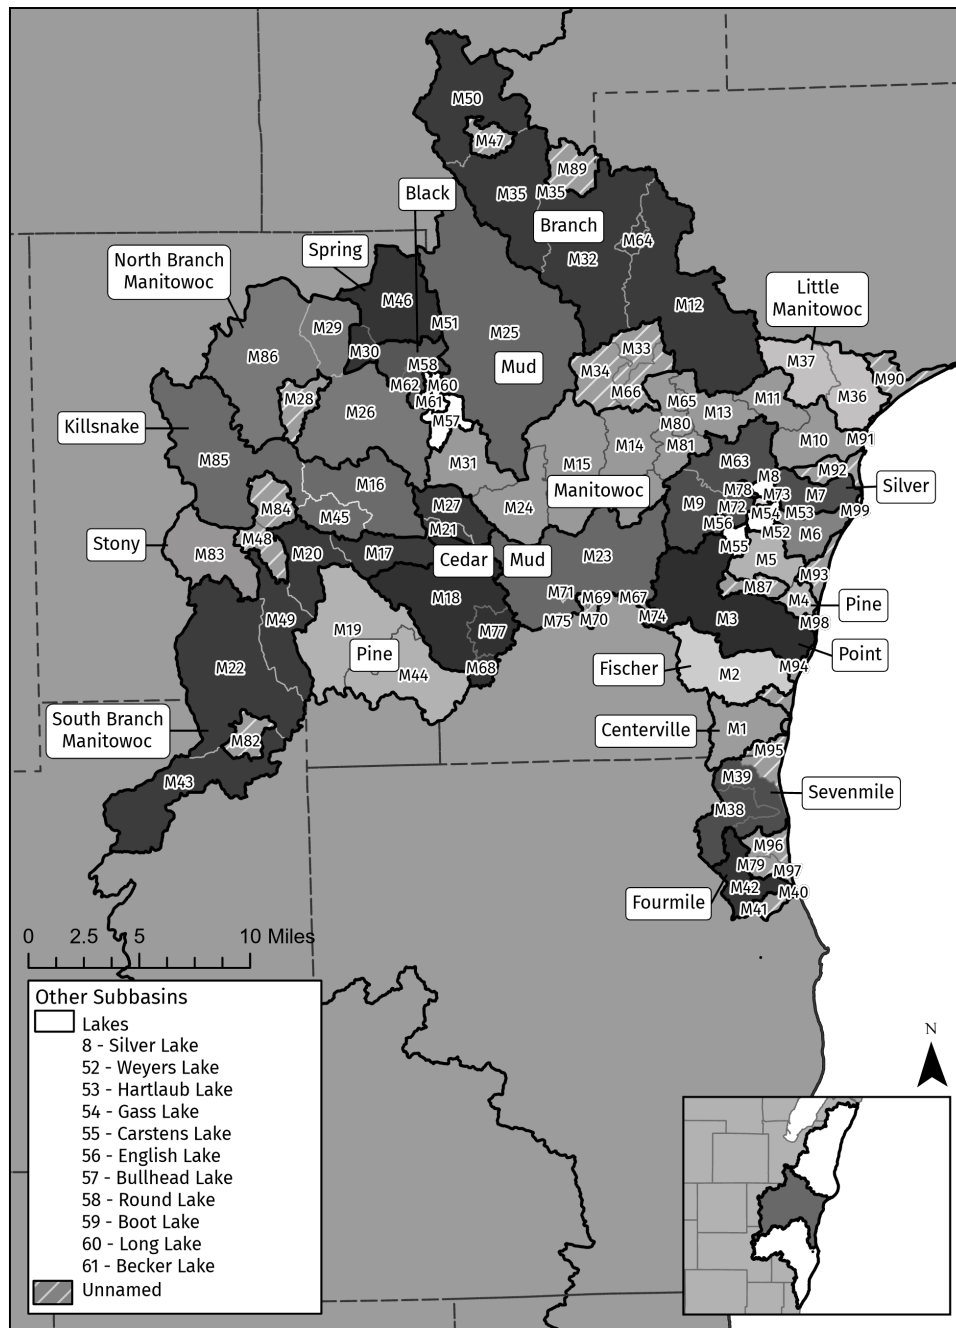 M50
M47
M89
Black
M35
M35
Branch
M64
M32
Spring
North Branch
Manitowoc
Little
Manitowoc
M46
M12
M29
M51
M25
M86
M30
M33
M37
M58
Mud
M34
M90
M62
M60
M66
M36
M28
M61
M65
M11
M26
M57
M13
Killsnake
M80
M10
M91
M81
M14
M85
M31
M15
M63
M92
M8
M16
Manitowoc
M78
M73
M7
Silver
M84
M27
M24
M9
M72
M54
M53
M99
M45
M56
M21
M52
M6
Stony
M48
M55
M83
M20
M17
Cedar
Mud
M23
M5
M93
M87
M18
M71
M69
M67
M4
Pine
M49
M75
M70
M74
M3
M98
M19
M77
Pine
Point
M22
M44
M68
Fischer
M2
M94
South Branch
Manitowoc
M82
Centerville
M1
M95
M43
M39
Sevenmile
M38
M96
M79
M97
Fourmile
M42
M40
M41
0 2.5 5 10 Miles
Other Subbasins
Lakes
8 - Silver Lake
52 - Weyers Lake
53 - Hartlaub Lake
54 - Gass Lake
55 - Carstens Lake
56 - English Lake
57 - Bullhead Lake
58 - Round Lake
59 - Boot Lake
60 - Long Lake
61 - Becker Lake
Unnamed
N